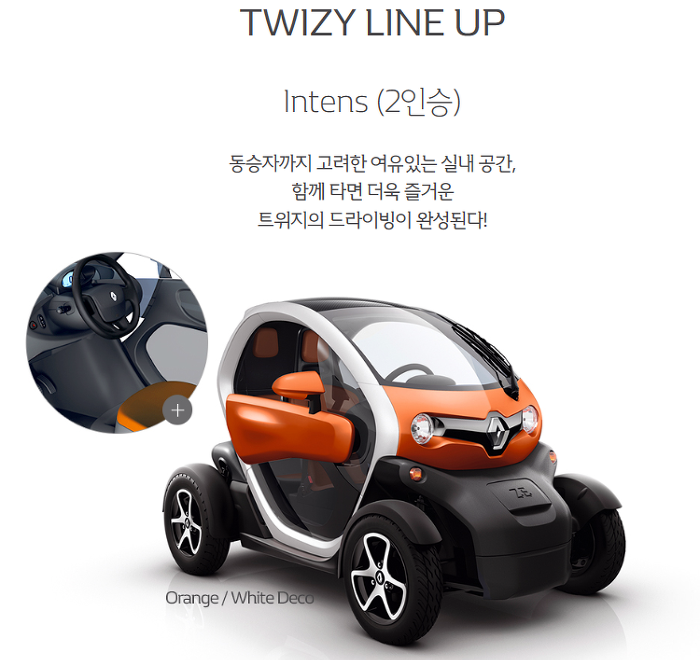 TWIZY LINE UP
Intens (2인승)
동승자까지 고려한 여유있는 실내 공간,
함께 타면 더욱 즐거운
트위지의 드라이빙이 완성된다!
+
Z.E
Orange / White Deco